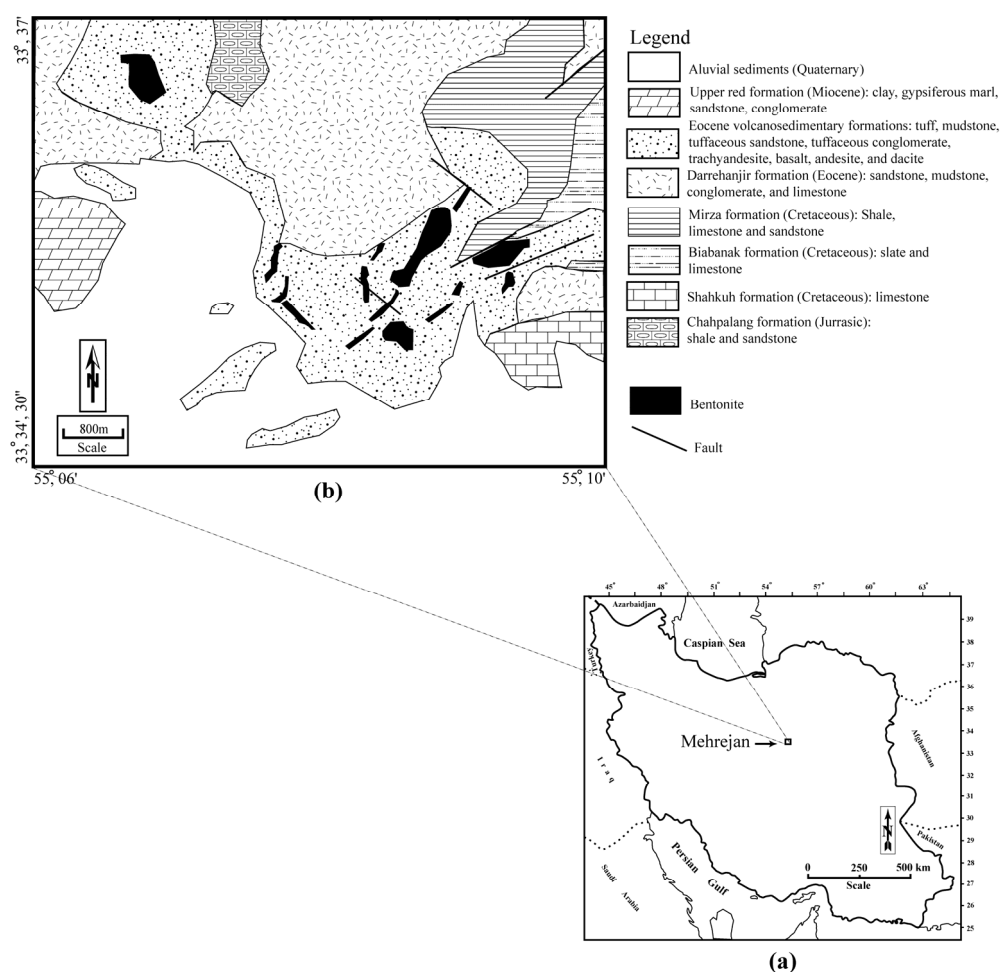 33° 37'
33° 34', 30"
N
800m
Scale
55° 06'
55° 10'
(b)
Legend
Aluvial sediments (Quaternary)
Upper red formation (Miocene): clay, gypsiferous marl,
sandstone, conglomerate
Eocene volcanosedimentary formations: tuff, mudstone,
tuffaceous sandstone, tuffaceous conglomerate,
trachyandesite, basalt, andesite, and dacite
Darrehanjir formation (Eocene): sandstone, mudstone,
conglomerate, and limestone
Mirza formation (Cretaceous): Shale,
limestone and sandstone
Biabanak formation (Cretaceous): slate and
limestone
Shahkuh formation (Cretaceous): limestone
Chahpalang formation (Jurrasic):
shale and sandstone
Bentonite
Fault
45° 48° 51° 54° 57° 60° 63°
Azarbaidjan
Caspian Sea
Turkey
Mehrejan
Afghanistan
Iraq
Pakistan
Persian
Gulf
Saudi Arabia
N
0 250 500 km
Scale
39
38
37
36
35
34
33
31
30
29
28
27
26
25
(a)